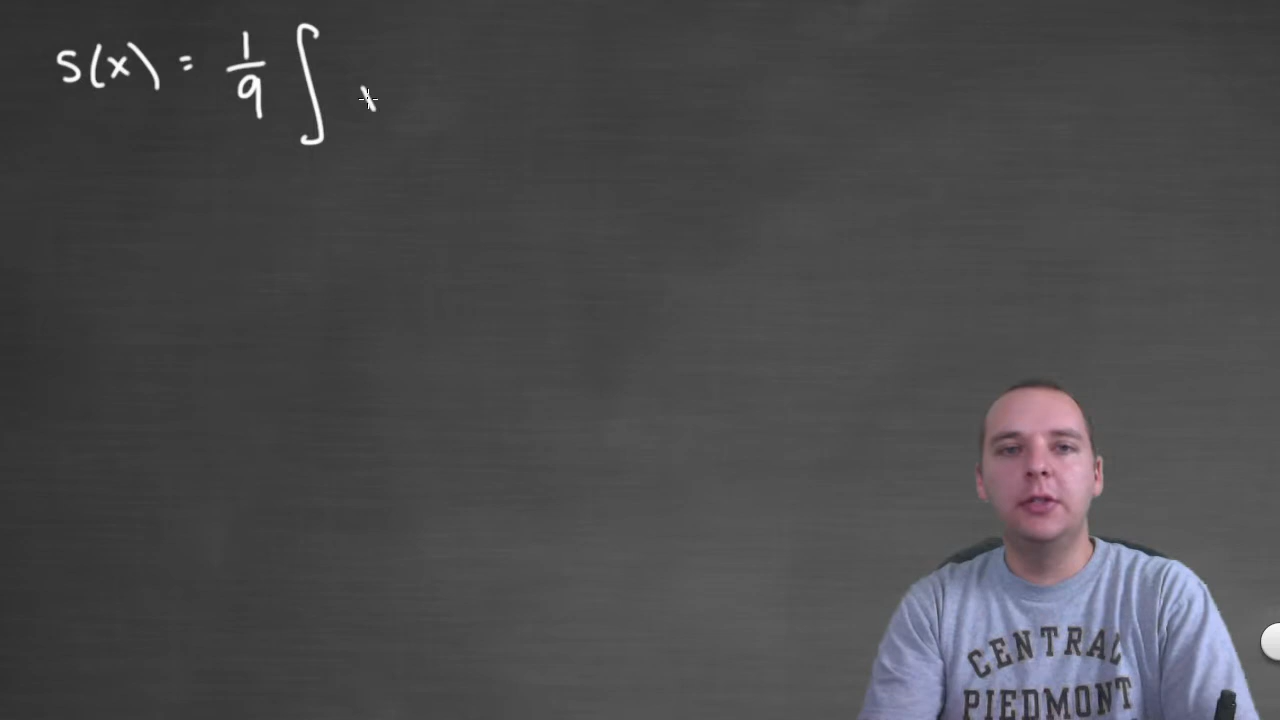 s(x) = 1/9 ∫
CENTRAL
PIEDMONT